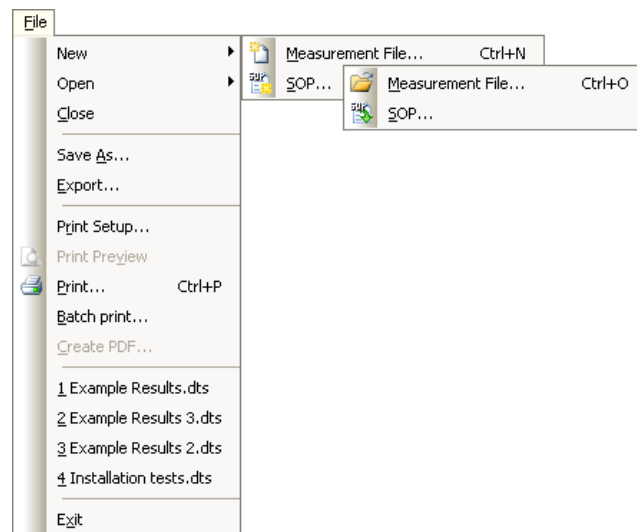 File
New
Measurement File... Ctrl+N
SOP...
Open
Measurement File... Ctrl+O
SOP...
Close
Save As...
Export...
Print Setup...
Print Preview
Print... Ctrl+P
Batch print...
Create PDF...
1 Example Results.dts
2 Example Results 3.dts
3 Example Results 2.dts
4 Installation tests.dts
Exit